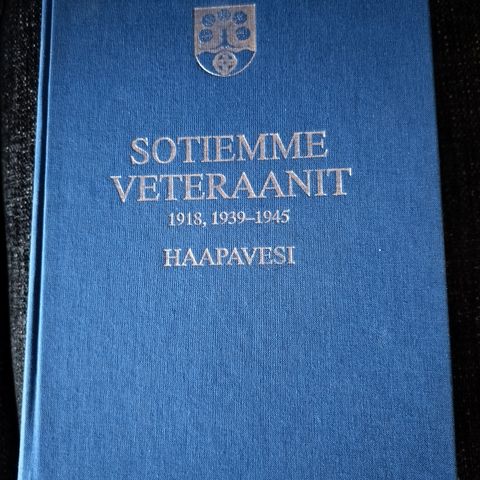 SOTIEMME
VETERAANIT
1918, 1939–1945
HAAPAVESI